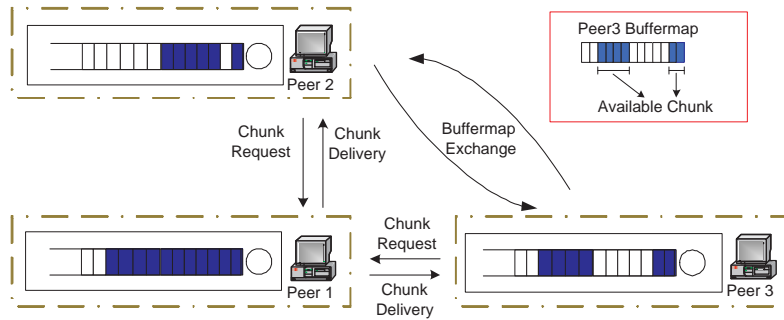 Peer3 Buffermap
Available Chunk
Peer 2
Chunk
Request
Chunk
Delivery
Buffermap
Exchange
Peer 1
Chunk
Request
Chunk
Delivery
Peer 3